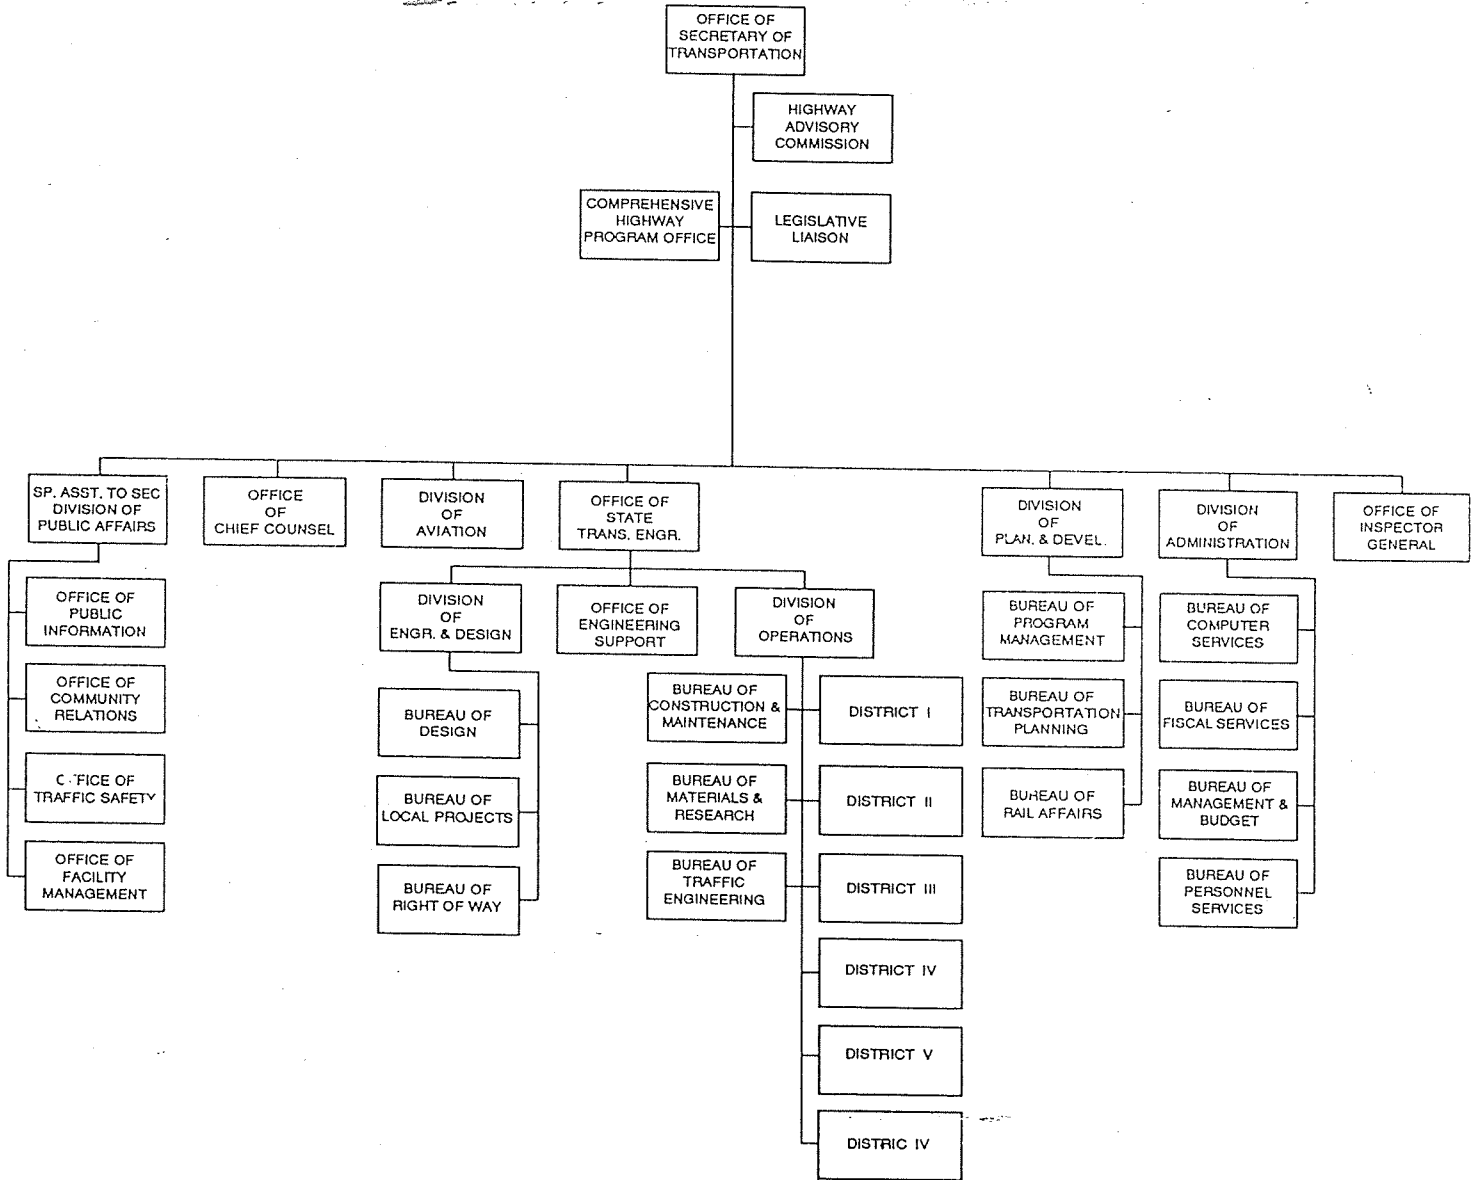 OFFICE OF
SECRETARY OF
TRANSPORTATION
HIGHWAY
ADVISORY
COMMISSION
COMPREHENSIVE
HIGHWAY
PROGRAM OFFICE
LEGISLATIVE
LIAISON
SP. ASST. TO SEC
DIVISION OF
PUBLIC AFFAIRS
OFFICE
OF
CHIEF COUNSEL
DIVISION
OF
AVIATION
OFFICE OF
STATE
TRANS. ENGR.
DIVISION
OF
PLAN. & DEVEL.
DIVISION
OF
ADMINISTRATION
OFFICE OF
INSPECTOR
GENERAL
OFFICE OF
PUBLIC
INFORMATION
OFFICE OF
COMMUNITY
RELATIONS
OFFICE OF
TRAFFIC SAFETY
OFFICE OF
FACILITY
MANAGEMENT
DIVISION
OF
ENGR. & DESIGN
OFFICE OF
ENGINEERING
SUPPORT
DIVISION
OF
OPERATIONS
BUREAU OF
DESIGN
BUREAU OF
LOCAL PROJECTS
BUREAU OF
RIGHT OF WAY
BUREAU OF
CONSTRUCTION &
MAINTENANCE
BUREAU OF
MATERIALS &
RESEARCH
BUREAU OF
TRAFFIC
ENGINEERING
DISTRICT I
DISTRICT II
DISTRICT III
DISTRICT IV
DISTRICT V
DISTRIC IV
BUREAU OF
PROGRAM
MANAGEMENT
BUREAU OF
TRANSPORTATION
PLANNING
BUREAU OF
RAIL AFFAIRS
BUREAU OF
COMPUTER
SERVICES
BUREAU OF
FISCAL SERVICES
BUREAU OF
MANAGEMENT &
BUDGET
BUREAU OF
PERSONNEL
SERVICES